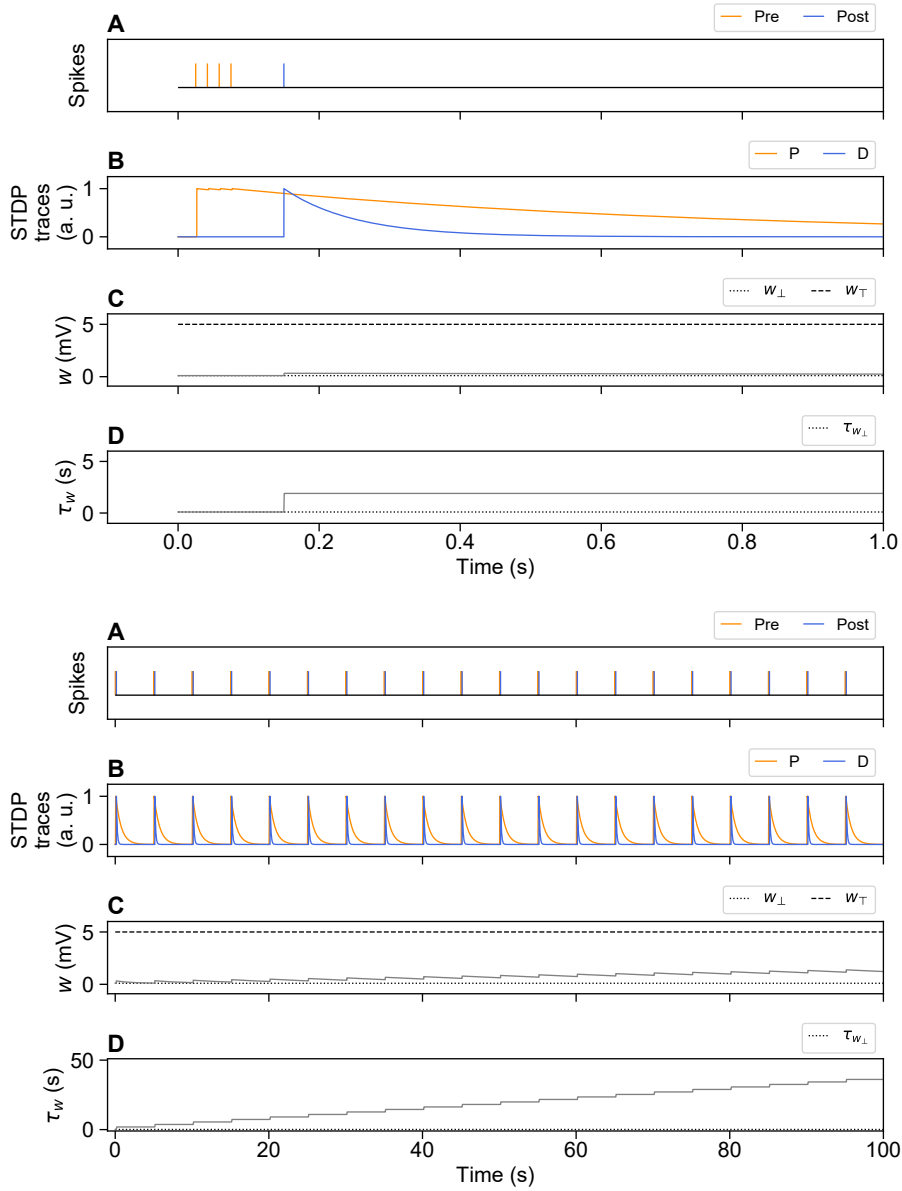 A
Pre Post
Spikes
B
P D
STDP
traces
(a. u.)
1
0
C
w⊥ w⊤
w (mV)
5
0
D
τw⊥
τw (s)
5
0
0.0 0.2 0.4 0.6 0.8 1.0
Time (s)
A
Pre Post
Spikes
B
P D
STDP
traces
(a. u.)
1
0
C
w⊥ w⊤
w (mV)
5
0
D
τw⊥
τw (s)
50
0
0 20 40 60 80 100
Time (s)